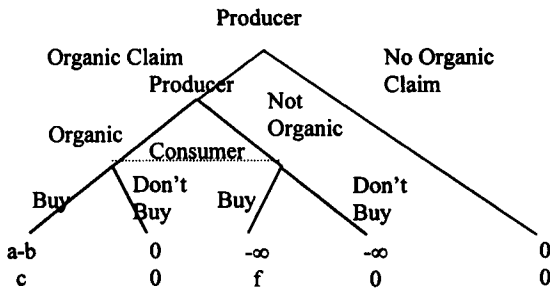 Producer
Organic Claim
No Organic
Claim
Producer
Not
Organic
Organic
Consumer
Buy
Don't
Buy
Buy
Don't
Buy
a-b 0 -∞ -∞ 0
c 0 f 0 0